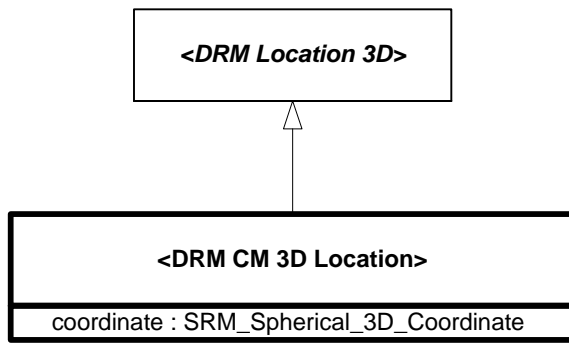 <DRM Location 3D>
<DRM CM 3D Location>
coordinate : SRM_Spherical_3D_Coordinate